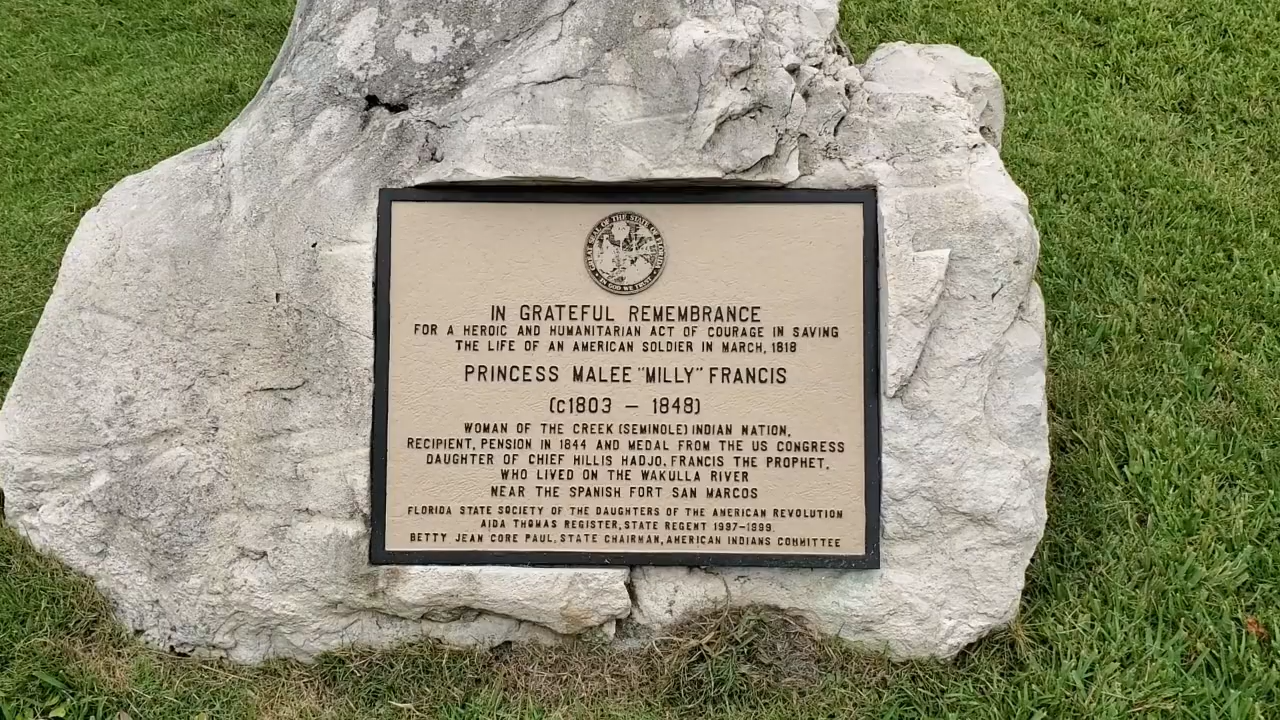 GREAT SEAL OF THE STATE OF FLORIDA
IN GOD WE TRUST
IN GRATEFUL REMEMBRANCE
FOR A HEROIC AND HUMANITARIAN ACT OF COURAGE IN SAVING
THE LIFE OF AN AMERICAN SOLDIER IN MARCH, 1818
PRINCESS MALEE "MILLY" FRANCIS
(c1803 — 1848)
WOMAN OF THE CREEK (SEMINOLE) INDIAN NATION,
RECIPIENT, PENSION IN 1844 AND MEDAL FROM THE US CONGRESS
DAUGHTER OF CHIEF HILLIS HADJO, FRANCIS THE PROPHET,
WHO LIVED ON THE WAKULLA RIVER
NEAR THE SPANISH FORT SAN MARCOS
FLORIDA STATE SOCIETY OF THE DAUGHTERS OF THE AMERICAN REVOLUTION
AIDA THOMAS REGISTER, STATE REGENT 1997-1999
BETTY JEAN CORE PAUL, STATE CHAIRMAN, AMERICAN INDIANS COMMITTEE